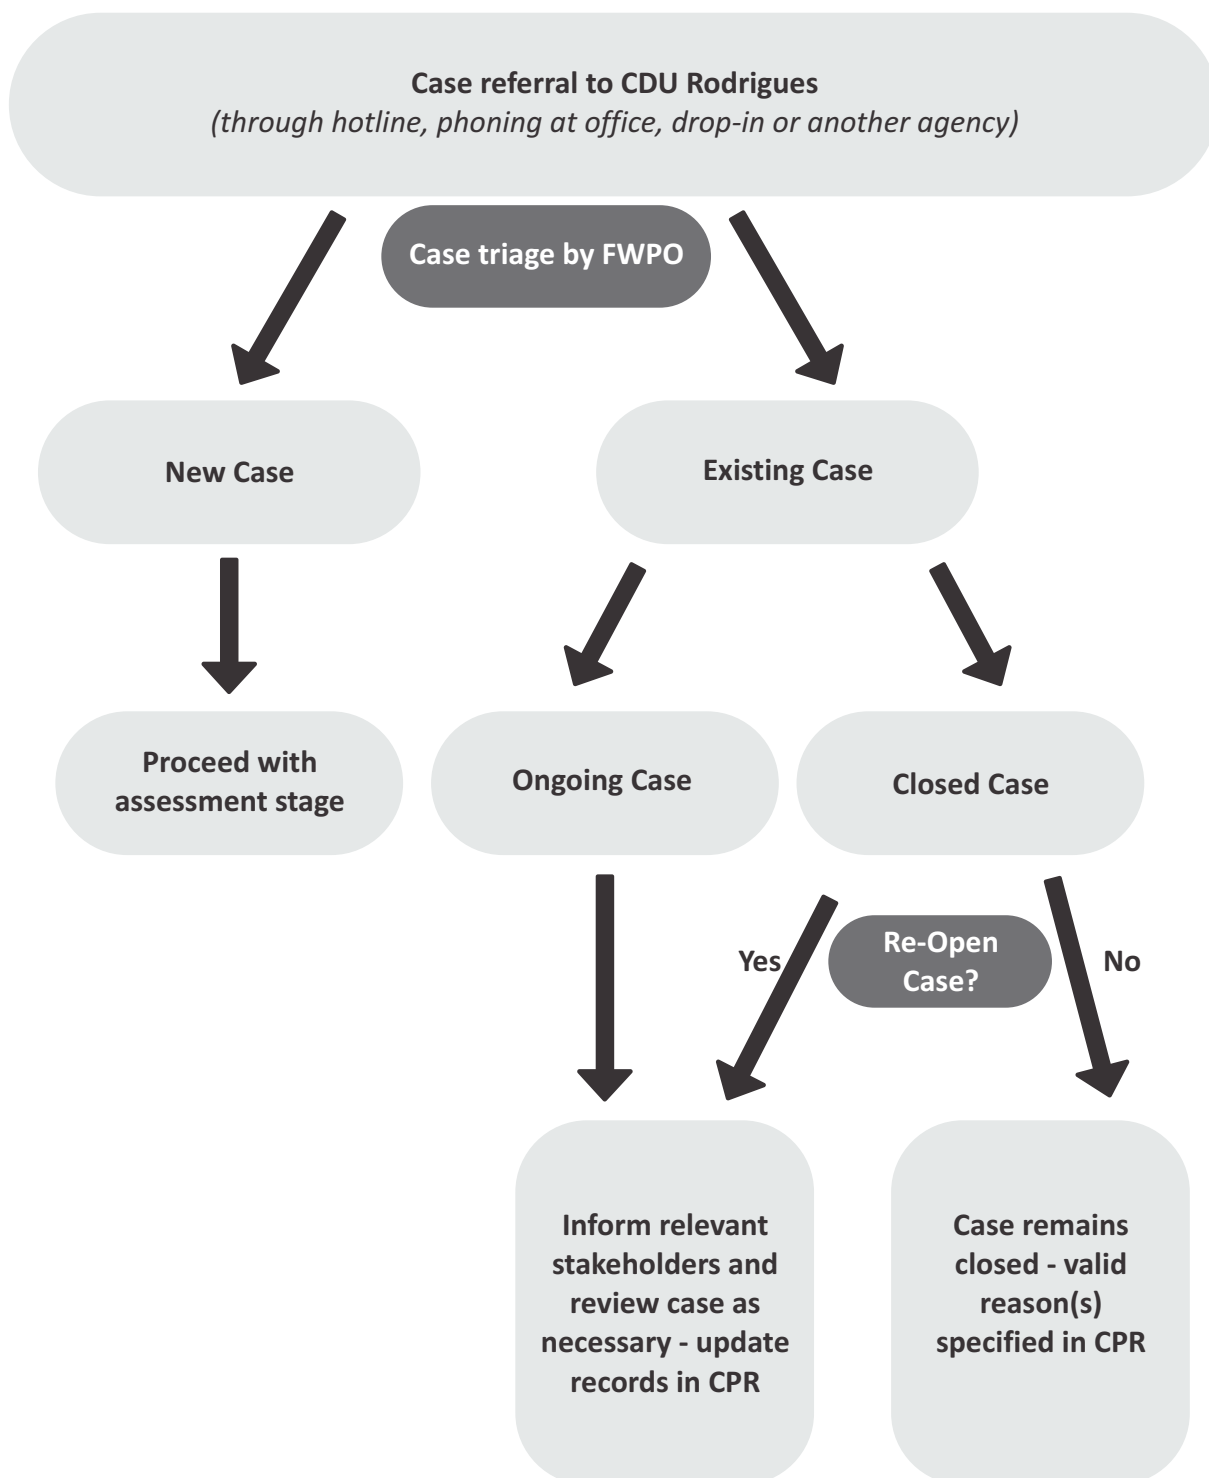 Case referral to CDU Rodrigues
(through hotline, phoning at office, drop-in or another agency)
Case triage by FWPO
New Case
Existing Case
Proceed with
assessment stage
Ongoing Case
Closed Case
Yes
Re-Open
Case?
No
Inform relevant
stakeholders and
review case as
necessary - update
records in CPR
Case remains
closed - valid
reason(s)
specified in CPR